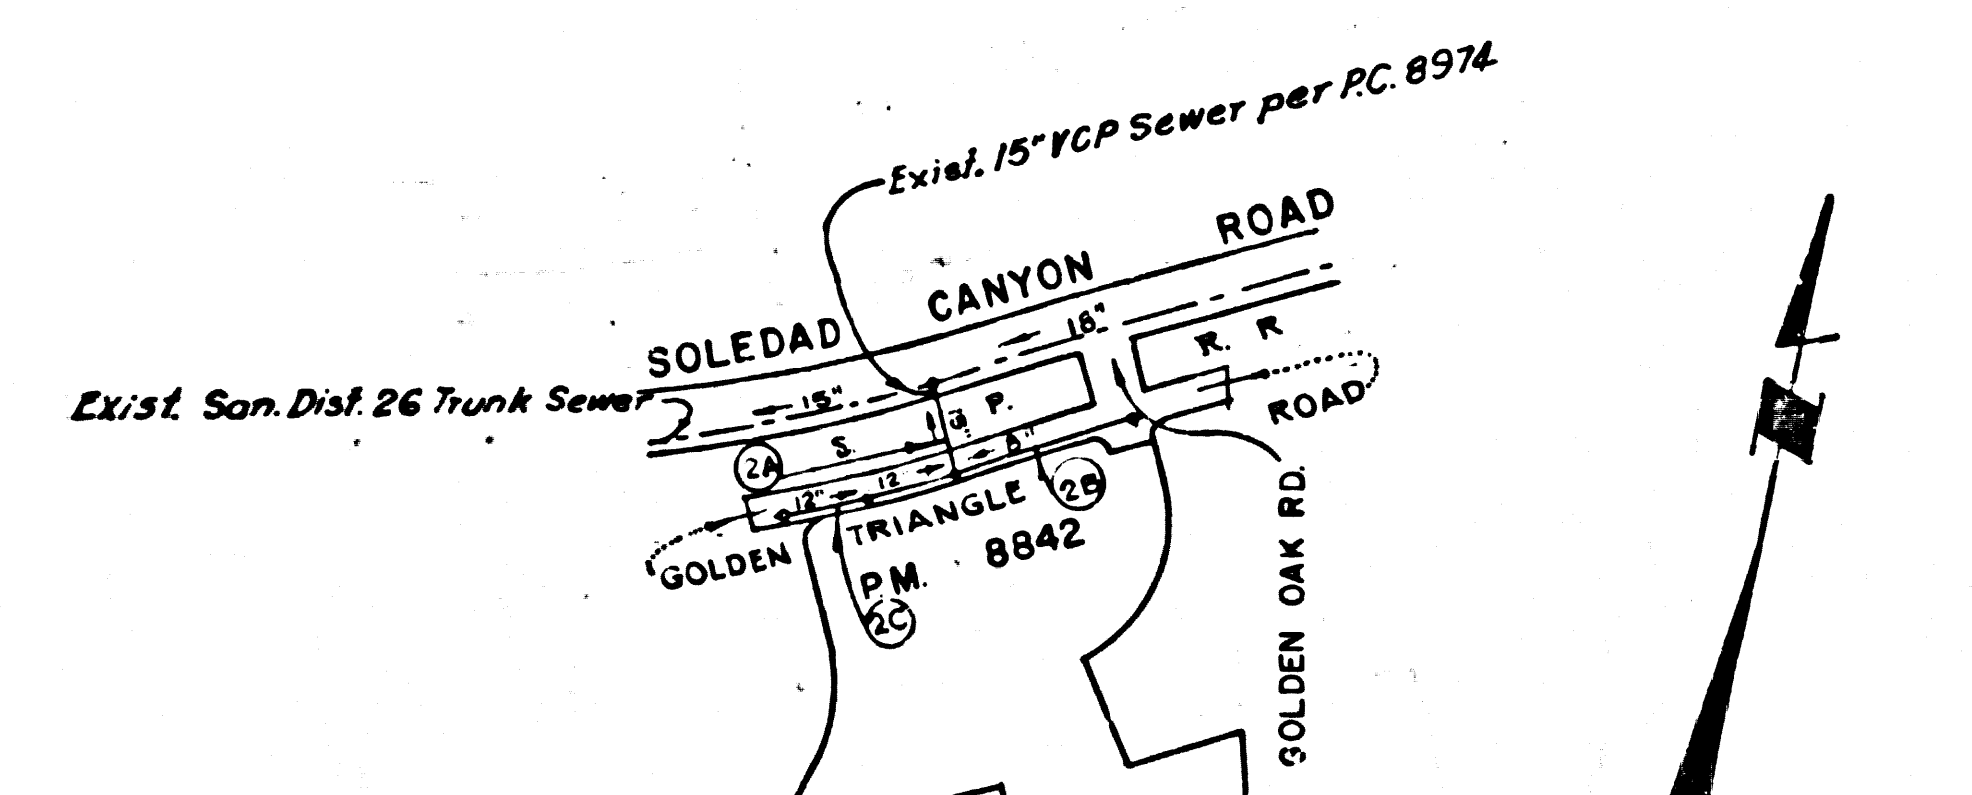 Exist. 15" VCP Sewer per P.C. 8974
SOLEDAD CANYON ROAD
18"
R. R
Exist. San. Dist. 26 Trunk Sewer
15"
P.
ROAD
S.
15"
8"
2A
12"
12
2B
TRIANGLE
GOLDEN
8842
P.M.
2C
GOLDEN OAK RD.